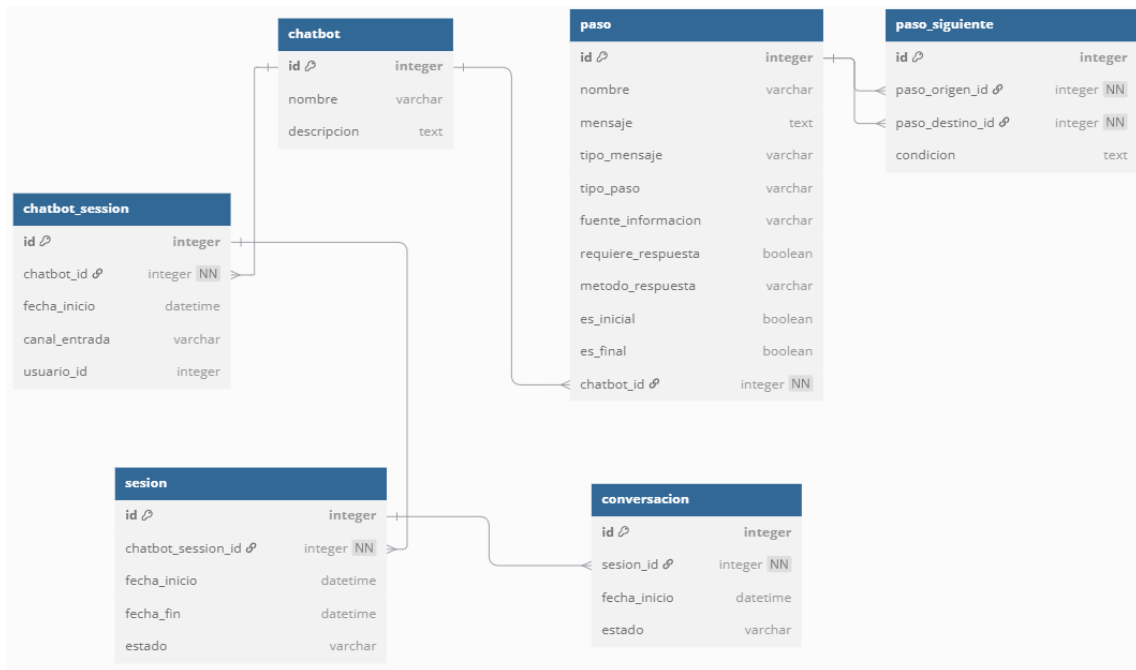 chatbot
id integer
nombre varchar
descripcion text
paso
id integer
nombre varchar
mensaje text
tipo_mensaje varchar
tipo_paso varchar
fuente_informacion varchar
requiere_respuesta boolean
metodo_respuesta varchar
es_inicial boolean
es_final boolean
chatbot_id integer NN
paso_siguiente
id integer
paso_origen_id integer NN
paso_destino_id integer NN
condicion text
chatbot_session
id integer
chatbot_id integer NN
fecha_inicio datetime
canal_entrada varchar
usuario_id integer
sesion
id integer
chatbot_session_id integer NN
fecha_inicio datetime
fecha_fin datetime
estado varchar
conversacion
id integer
sesion_id integer NN
fecha_inicio datetime
estado varchar